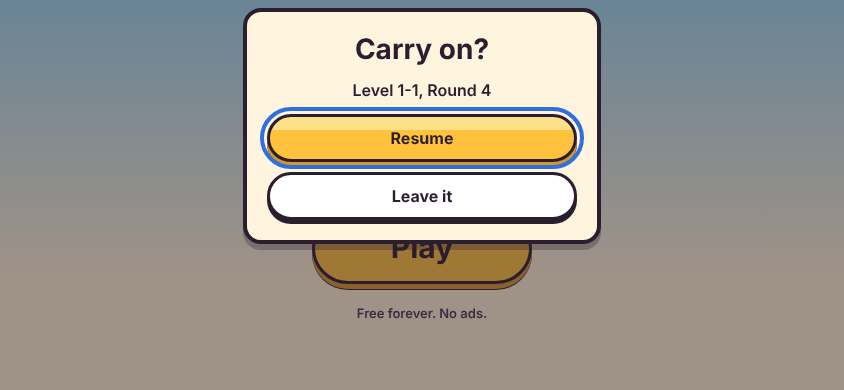 Carry on?
Level 1-1, Round 4
Resume
Leave it
Play
Free forever. No ads.